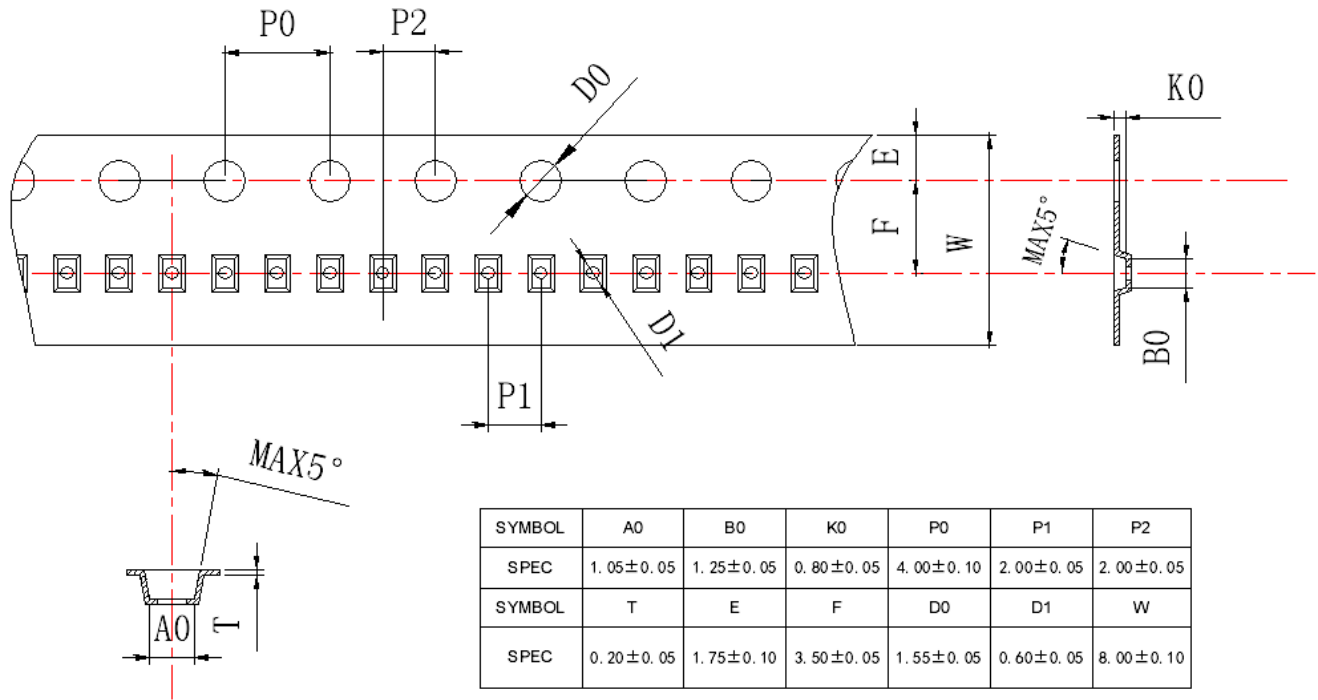 P0
P2
D0
K0
E
F
W
MAX5°
D1
B0
P1
MAX5°
A0
T
SYMBOL A0 B0 K0 P0 P1 P2
SPEC 1.05±0.05 1.25±0.05 0.80±0.05 4.00±0.10 2.00±0.05 2.00±0.05
SYMBOL T E F D0 D1 W
SPEC 0.20±0.05 1.75±0.10 3.50±0.05 1.55±0.05 0.60±0.05 8.00±0.10